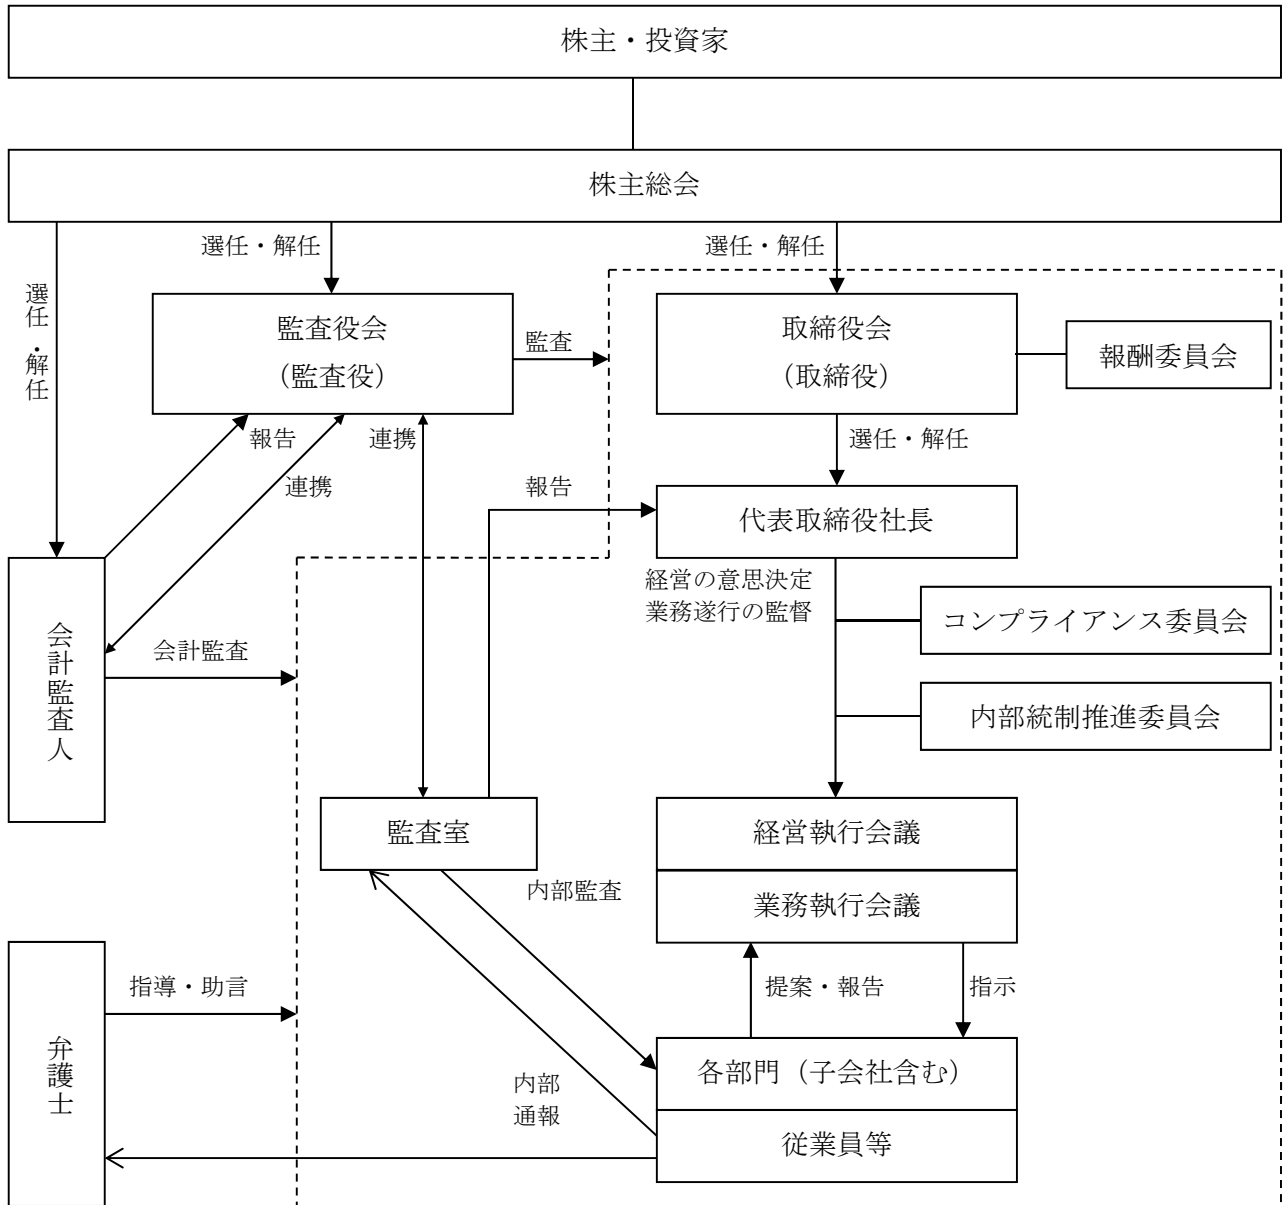 株主・投資家
株主総会
選任・解任
選任・解任
選任・解任
監査役会
（監査役）
監査
取締役会
（取締役）
報酬委員会
報告
連携
連携
選任・解任
報告
代表取締役社長
経営の意思決定
業務遂行の監督
コンプライアンス委員会
会計監査人
会計監査
内部統制推進委員会
監査室
経営執行会議
業務執行会議
内部監査
弁護士
指導・助言
提案・報告
指示
各部門（子会社含む）
内部
通報
従業員等